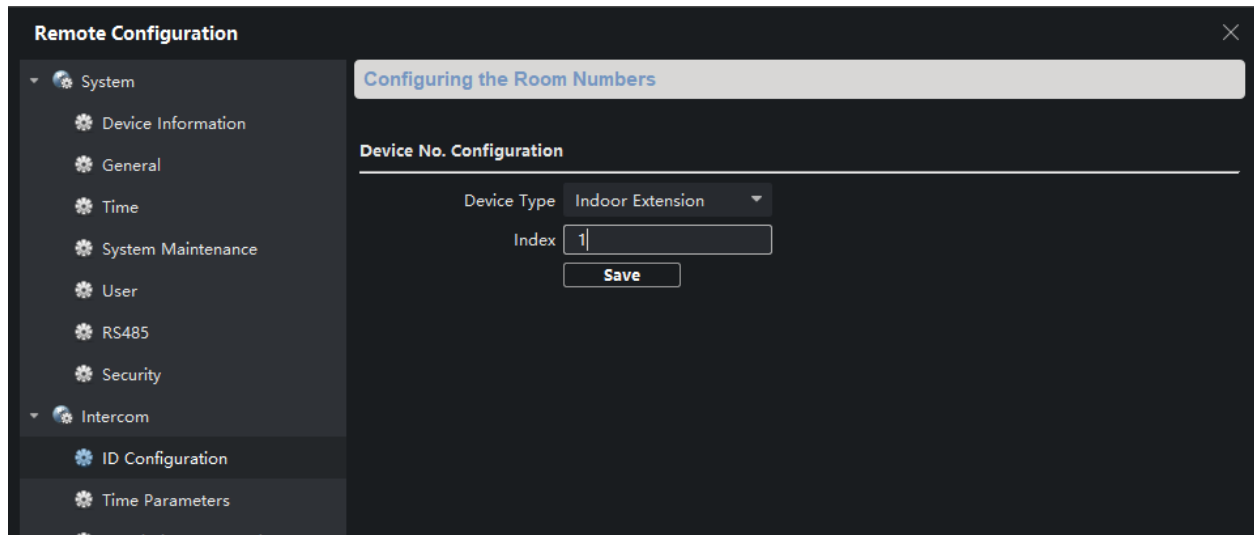 Remote Configuration
System
Device Information
General
Time
System Maintenance
User
RS485
Security
Intercom
ID Configuration
Time Parameters
Configuring the Room Numbers
Device No. Configuration
Device Type Indoor Extension
Index 1
Save